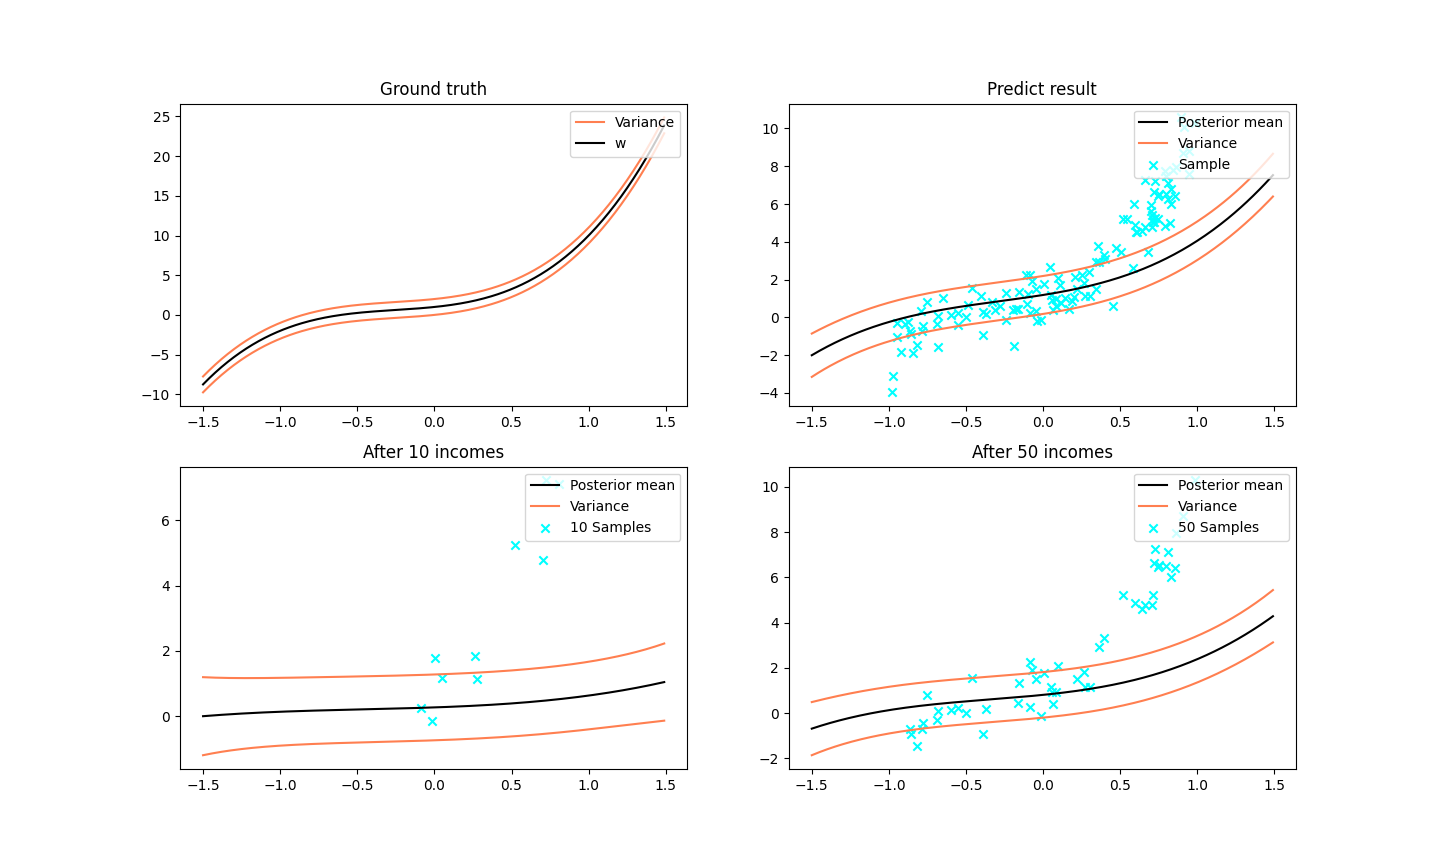 Ground truth
25
20
15
10
5
0
−5
−10
−1.5 −1.0 −0.5 0.0 0.5 1.0 1.5
Variance
w
Predict result
10
8
6
4
2
0
−2
−4
−1.5 −1.0 −0.5 0.0 0.5 1.0 1.5
Posterior mean
Variance
Sample
After 10 incomes
6
4
2
0
−1.5 −1.0 −0.5 0.0 0.5 1.0 1.5
Posterior mean
Variance
10 Samples
After 50 incomes
10
8
6
4
2
0
−2
−1.5 −1.0 −0.5 0.0 0.5 1.0 1.5
Posterior mean
Variance
50 Samples